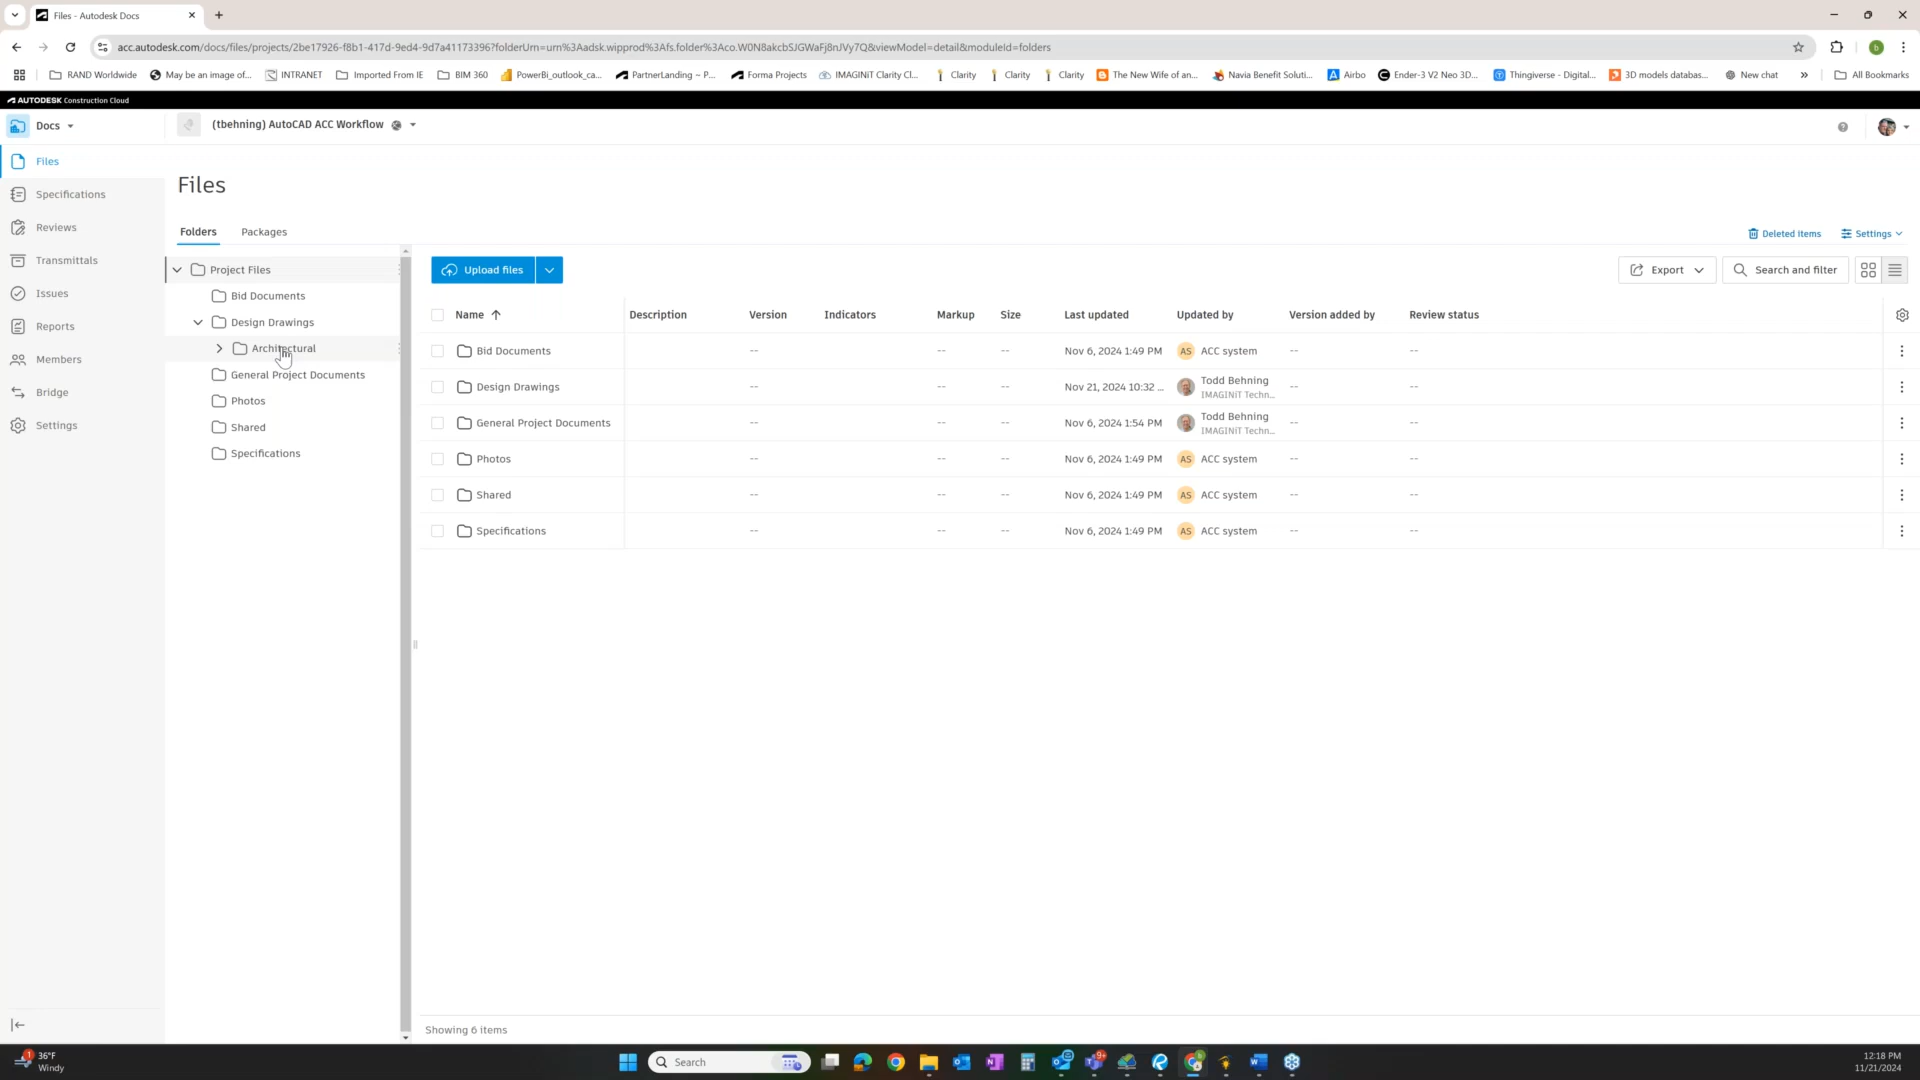 Files - Autodesk Docs
acc.autodesk.com/docs/files/projects/2be17926-f8b1-417d-9ed4-9d7a41173396?folderUrn=urn%3Aadsk.wipprod%3Afs.folder%3Aco.W0N8akcbSJGWaFj8nJVy7Q&viewModel=detail&moduleId=folders
b
RAND Worldwide
May be an image of...
INTRANET
Imported From IE
BIM 360
PowerBi_outlook_ca...
PartnerLanding ~ P...
Forma Projects
IMAGINiT Clarity Cl...
Clarity
Clarity
Clarity
The New Wife of an...
Navia Benefit Soluti...
Airbo
Ender-3 V2 Neo 3D...
Thingiverse - Digital...
3D models databas...
New chat
All Bookmarks
AUTODESK Construction Cloud
Docs
(tbehning) AutoCAD ACC Workflow
Files
Specifications
Reviews
Transmittals
Issues
Reports
Members
Bridge
Settings
Files
Folders
Packages
Deleted items
Settings
Project Files
Bid Documents
Design Drawings
Architectural
General Project Documents
Photos
Shared
Specifications
Upload files
Export
Search and filter
Name Description Version Indicators Markup Size Last updated Updated by Version added by Review status
Bid Documents -- -- -- Nov 6, 2024 1:49 PM AS ACC system -- --
Design Drawings -- -- -- Nov 21, 2024 10:32 ... Todd Behning -- --
IMAGINiT Techn...
General Project Documents -- -- -- Nov 6, 2024 1:54 PM Todd Behning -- --
IMAGINiT Techn...
Photos -- -- -- Nov 6, 2024 1:49 PM AS ACC system -- --
Shared -- -- -- Nov 6, 2024 1:49 PM AS ACC system -- --
Specifications -- -- -- Nov 6, 2024 1:49 PM AS ACC system -- --
Showing 6 items
1
36°F
Windy
Search
9+
12:18 PM
11/21/2024